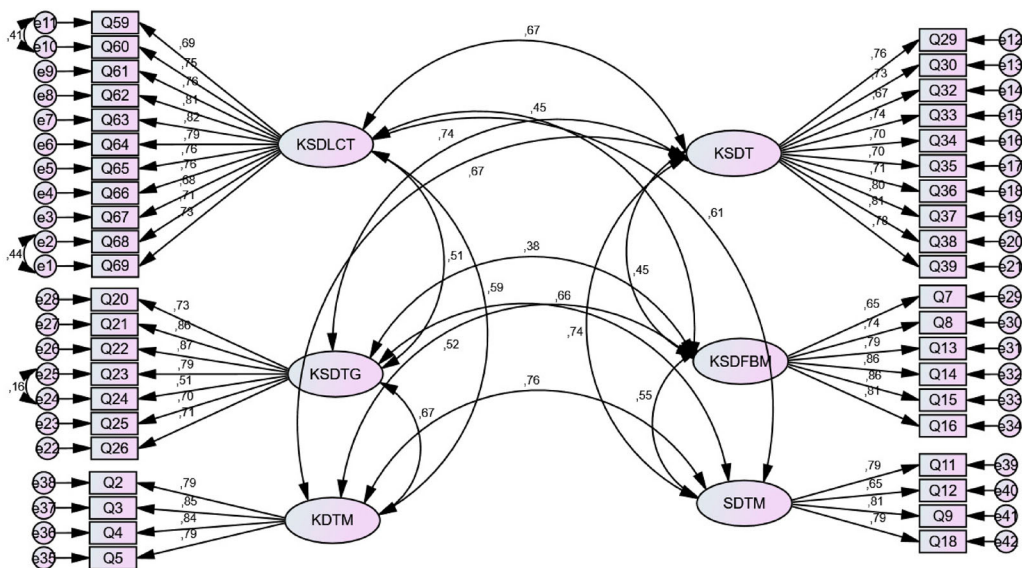 e11 Q59
,41
e10 Q60
e9 Q61
e8 Q62
e7 Q63
e6 Q64
e5 Q65
e4 Q66
e3 Q67
e2 Q68
,44
e1 Q69
,69
,75
,76
,81
,82
,79
,76
,76
,68
,71
,73
KSDLCT
e28 Q20
e27 Q21
e26 Q22
e25 Q23
,16
e24 Q24
e23 Q25
e22 Q26
,73
,86
,87
,79
,51
,70
,71
KSDTG
e38 Q2
e37 Q3
e36 Q4
e35 Q5
,79
,85
,84
,79
KDTM
,67
,45
,74
,67
,61
,51
,38
,45
,59
,66
,74
,52
,76
,55
,67
KSDT
,76
,73
,67
,74
,70
,70
,71
,80
,81
,78
Q29 e12
Q30 e13
Q32 e14
Q33 e15
Q34 e16
Q35 e17
Q36 e18
Q37 e19
Q38 e20
Q39 e21
KSDFBM
,65
,74
,79
,86
,86
,81
Q7 e29
Q8 e30
Q13 e31
Q14 e32
Q15 e33
Q16 e34
SDTM
,79
,65
,81
,79
Q11 e39
Q12 e40
Q9 e41
Q18 e42